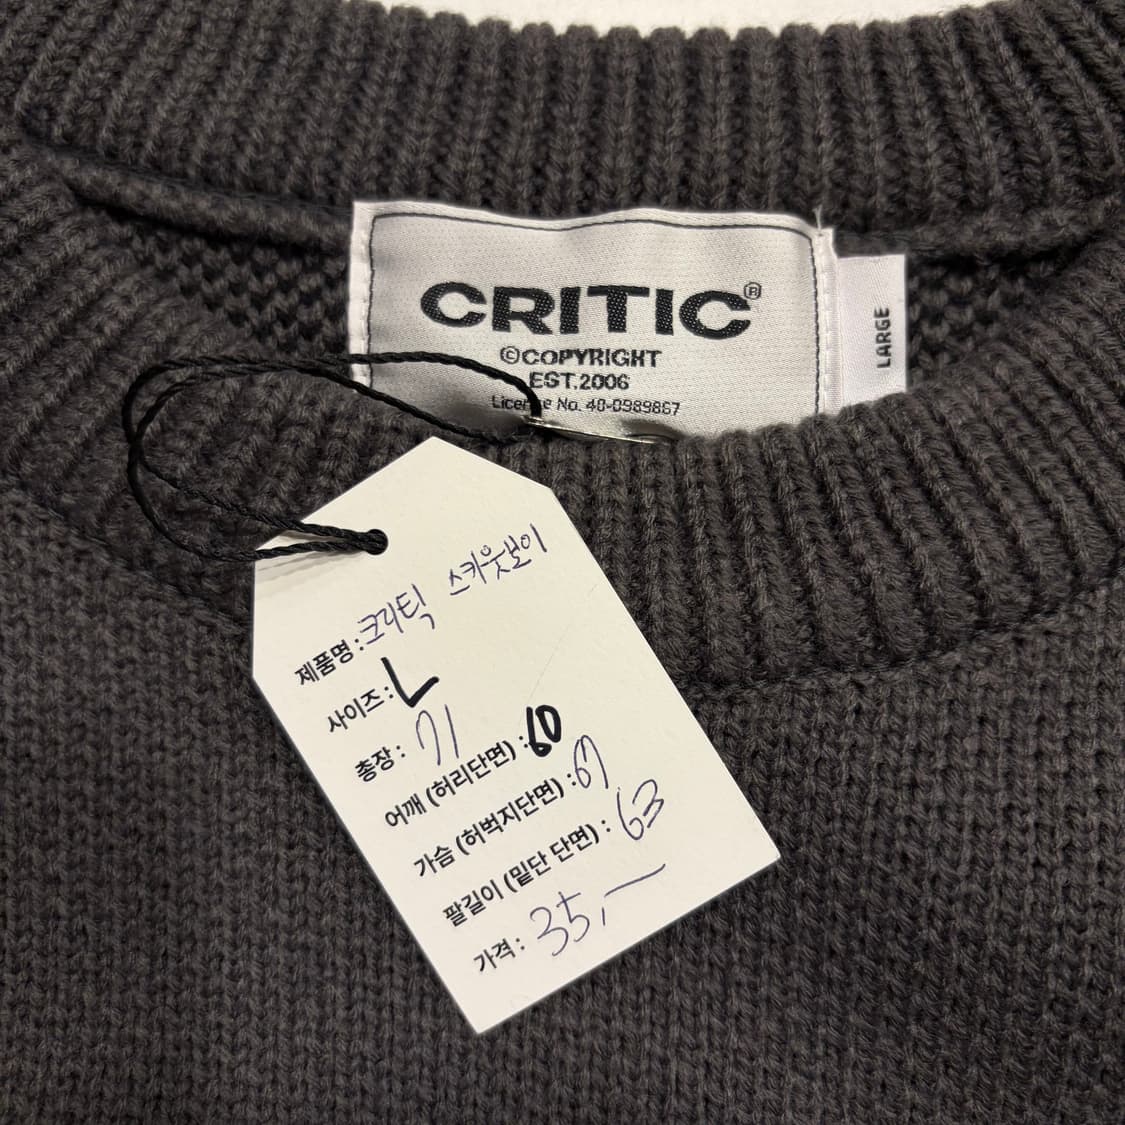 CRITIC®
©COPYRIGHT
EST.2006
License No. 40-0989867
LARGE
제품명 : 크리틱 스카웃보이
사이즈 : L
총장 : 71
어깨 (허리단면) : 60
가슴 (허벅지단면) : 67
팔길이 (밑단 단면) : 63
가격 : 35,—